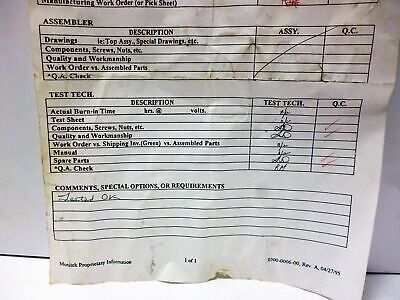 Manufacturing Work Order (or Pick Sheet)
ASSEMBLER
DESCRIPTION ASSY. Q.C.
Drawings ie:Top Assy., Special Drawings, etc.
Components, Screws, Nuts, etc.
Quality and Workmanship
Work Order vs. Assembled Parts
*Q.A. Check
TEST TECH.
DESCRIPTION TEST TECH. Q.C.
Actual Burn-in Time hrs. @ volts.
Test Sheet
Components, Screws, Nuts, etc.
Quality and Workmanship
Work Order vs. Shipping Inv.(Green) vs. Assembled Parts
Manual
Spare Parts
*Q.A. Check
COMMENTS, SPECIAL OPTIONS, OR REQUIREMENTS
Tested OK
Proprietary Information 1 of 1 Rev. A, 04/27/95